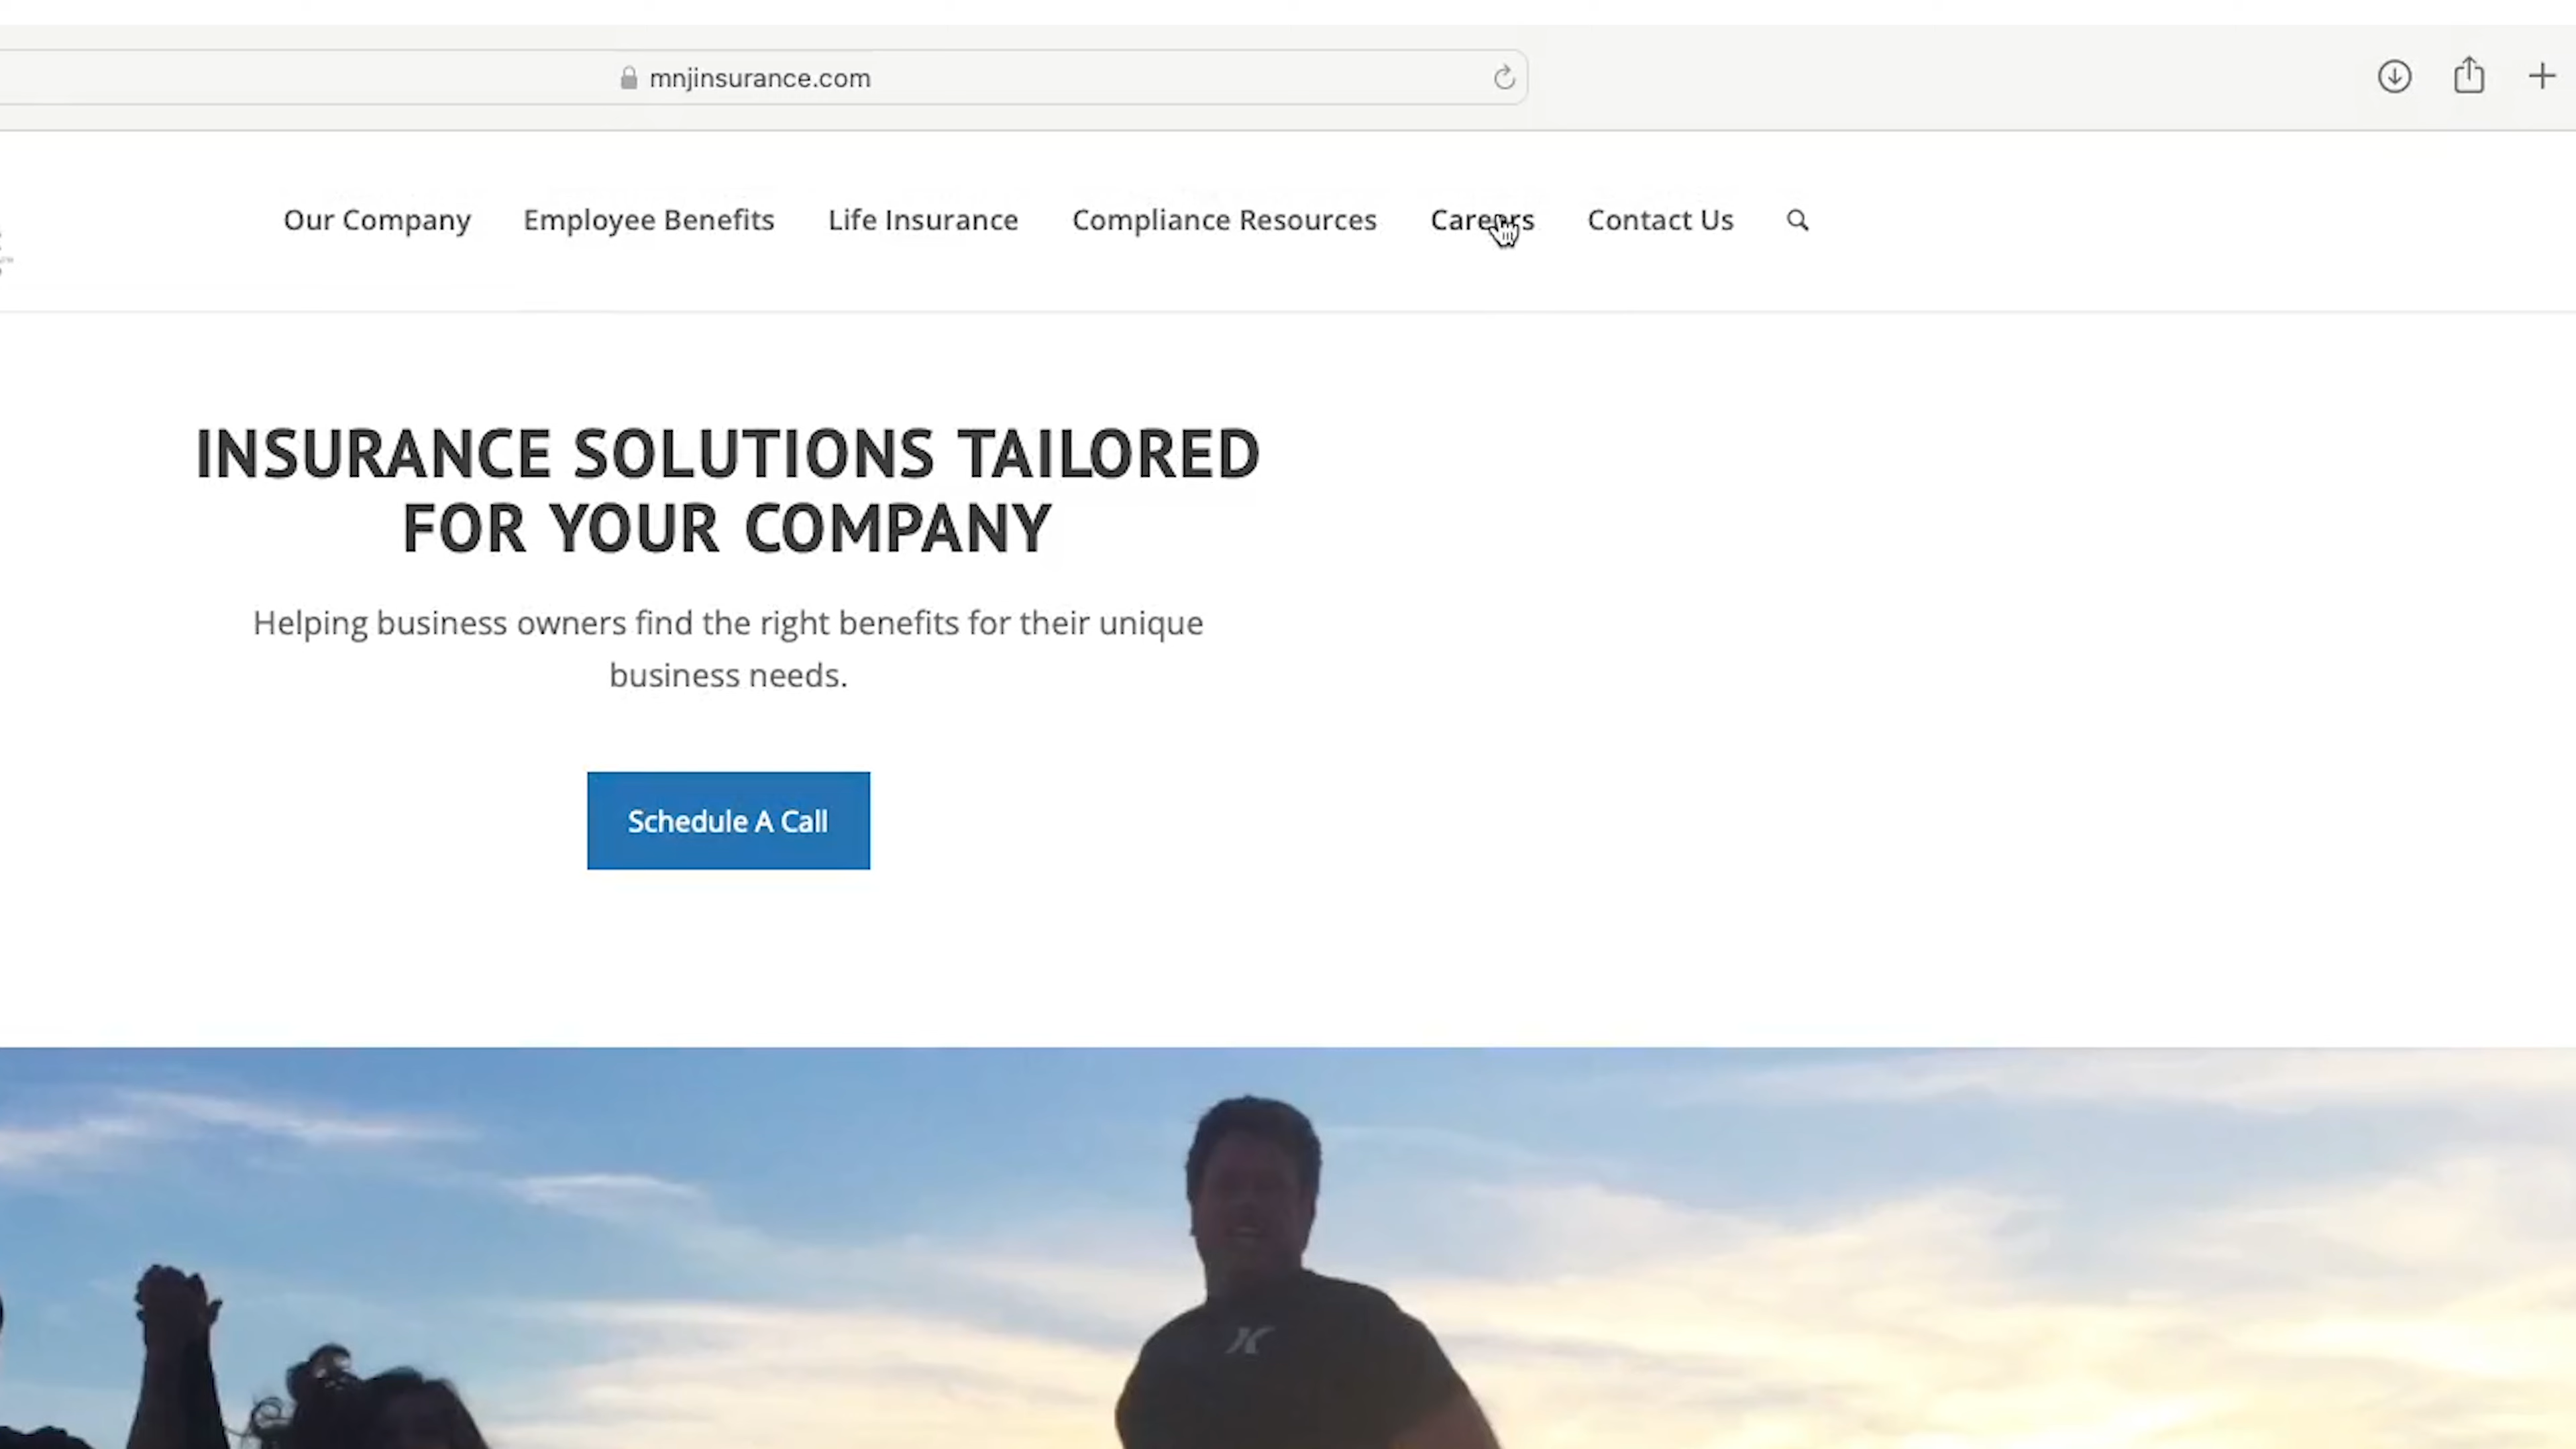 mnjinsurance.com
Our Company Employee Benefits Life Insurance Compliance Resources Careers Contact Us
INSURANCE SOLUTIONS TAILORED
FOR YOUR COMPANY
Helping business owners find the right benefits for their unique
business needs.
Schedule A Call